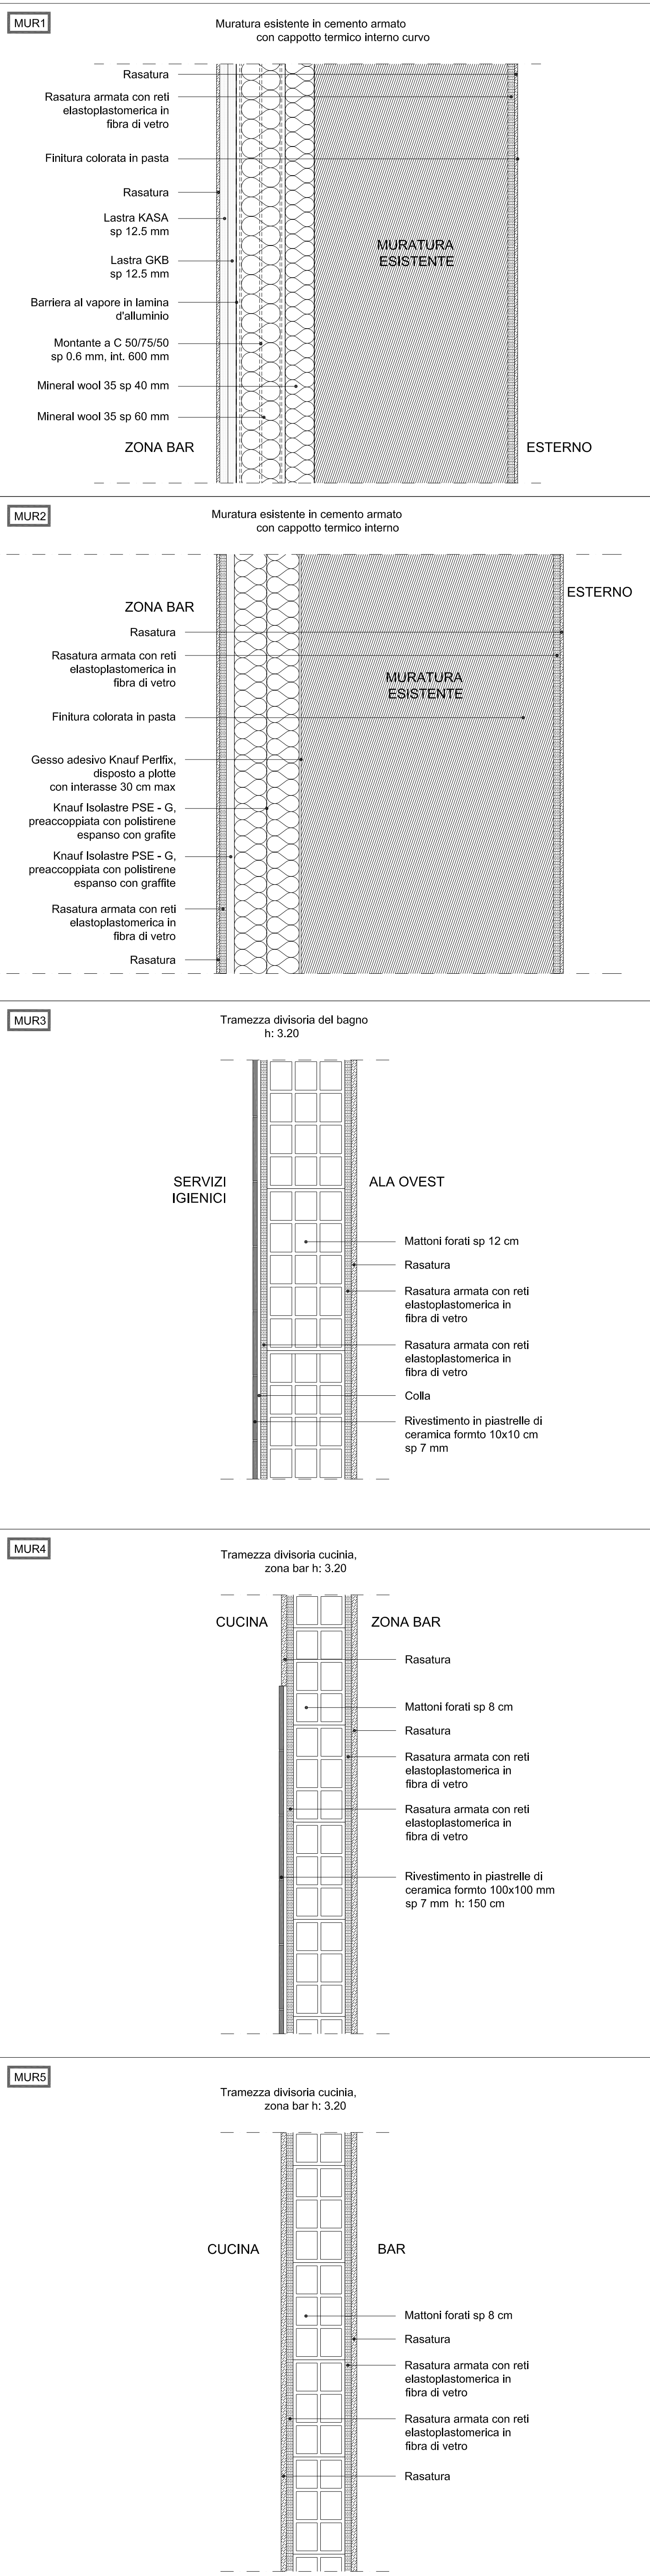 MUR1
Muratura esistente in cemento armato
con cappotto termico interno curvo
Rasatura
Rasatura armata con reti
elastoplastomerica in
fibra di vetro
Finitura colorata in pasta
Rasatura
Lastra KASA
sp 12.5 mm
Lastra GKB
sp 12.5 mm
Barriera al vapore in lamina
d'alluminio
Montante a C 50/75/50
sp 0.6 mm, int. 600 mm
Mineral wool 35 sp 40 mm
Mineral wool 35 sp 60 mm
MURATURA
ESISTENTE
ZONA BAR
ESTERNO
MUR2
Muratura esistente in cemento armato
con cappotto termico interno
ESTERNO
ZONA BAR
Rasatura
Rasatura armata con reti
elastoplastomerica in
fibra di vetro
MURATURA
ESISTENTE
Finitura colorata in pasta
Gesso adesivo Knauf Perlfix,
disposto a plotte
con interasse 30 cm max
Knauf Isolastre PSE - G,
preaccoppiata con polistirene
espanso con grafite
Knauf Isolastre PSE - G,
preaccoppiata con polistirene
espanso con graffite
Rasatura armata con reti
elastoplastomerica in
fibra di vetro
Rasatura
MUR3
Tramezza divisoria del bagno
h: 3.20
SERVIZI
IGIENICI
ALA OVEST
Mattoni forati sp 12 cm
Rasatura
Rasatura armata con reti
elastoplastomerica in
fibra di vetro
Rasatura armata con reti
elastoplastomerica in
fibra di vetro
Colla
Rivestimento in piastrelle di
ceramica formto 10x10 cm
sp 7 mm
MUR4
Tramezza divisoria cucinia,
zona bar h: 3.20
CUCINA
ZONA BAR
Rasatura
Mattoni forati sp 8 cm
Rasatura
Rasatura armata con reti
elastoplastomerica in
fibra di vetro
Rasatura armata con reti
elastoplastomerica in
fibra di vetro
Rivestimento in piastrelle di
ceramica formto 100x100 mm
sp 7 mm h: 150 cm
MUR5
Tramezza divisoria cucinia,
zona bar h: 3.20
CUCINA
BAR
Mattoni forati sp 8 cm
Rasatura
Rasatura armata con reti
elastoplastomerica in
fibra di vetro
Rasatura armata con reti
elastoplastomerica in
fibra di vetro
Rasatura